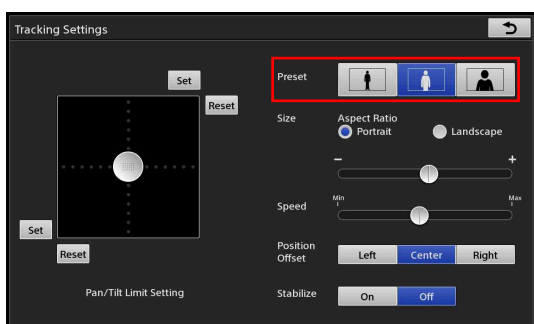 Tracking Settings
Set
Reset
Set
Reset
Pan/Tilt Limit Setting
Preset
Size
Aspect Ratio
Portrait
Landscape
- +
Speed
Min
Max
Position
Offset
Left
Center
Right
Stabilize
On
Off